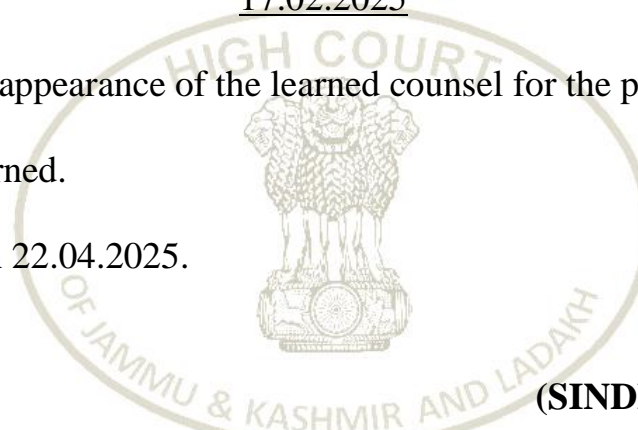 17.02.2025
appearance of the learned counsel for the p
rned.
22.04.2025.
HIGH COURT
OF JAMMU & KASHMIR AND LADAKH
(SIND